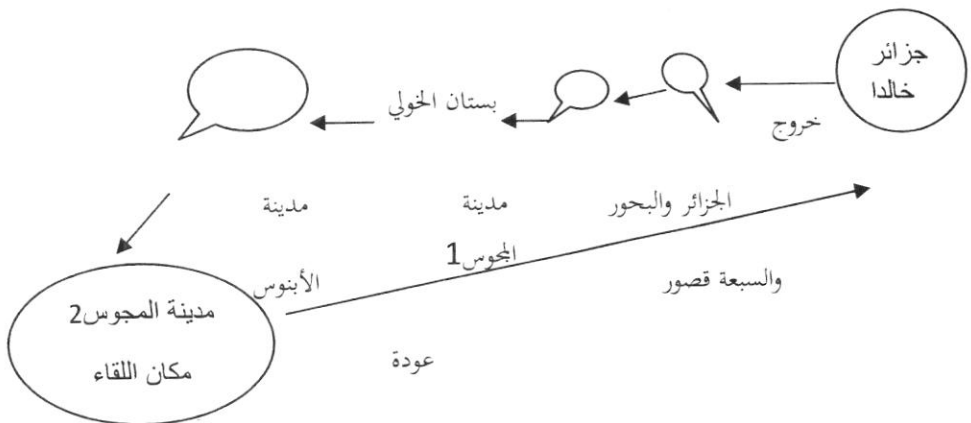 جزائر
خالدا
خروج
بستان الخولي
الجزائر والبحور
مدينة
مدينة
المجوس1
الأبنوس
والسبعة قصور
مدينة المجوس2
مكان اللقاء
عودة